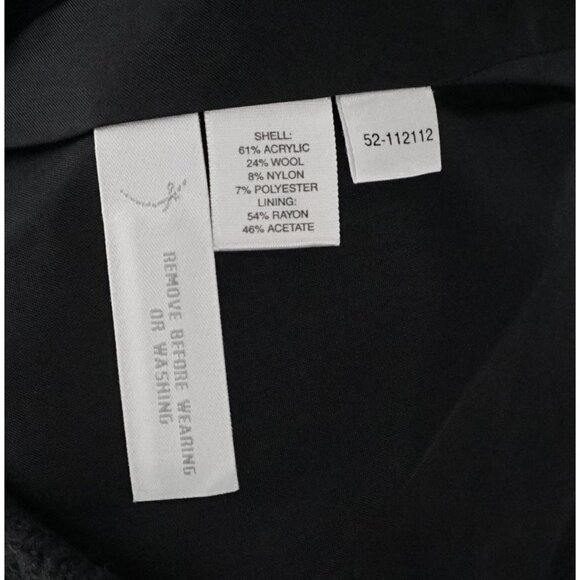 REMOVE BEFORE WEARING
OR WASHING
SHELL:
61% ACRYLIC
24% WOOL
8% NYLON
7% POLYESTER
LINING:
54% RAYON
46% ACETATE
52-112112